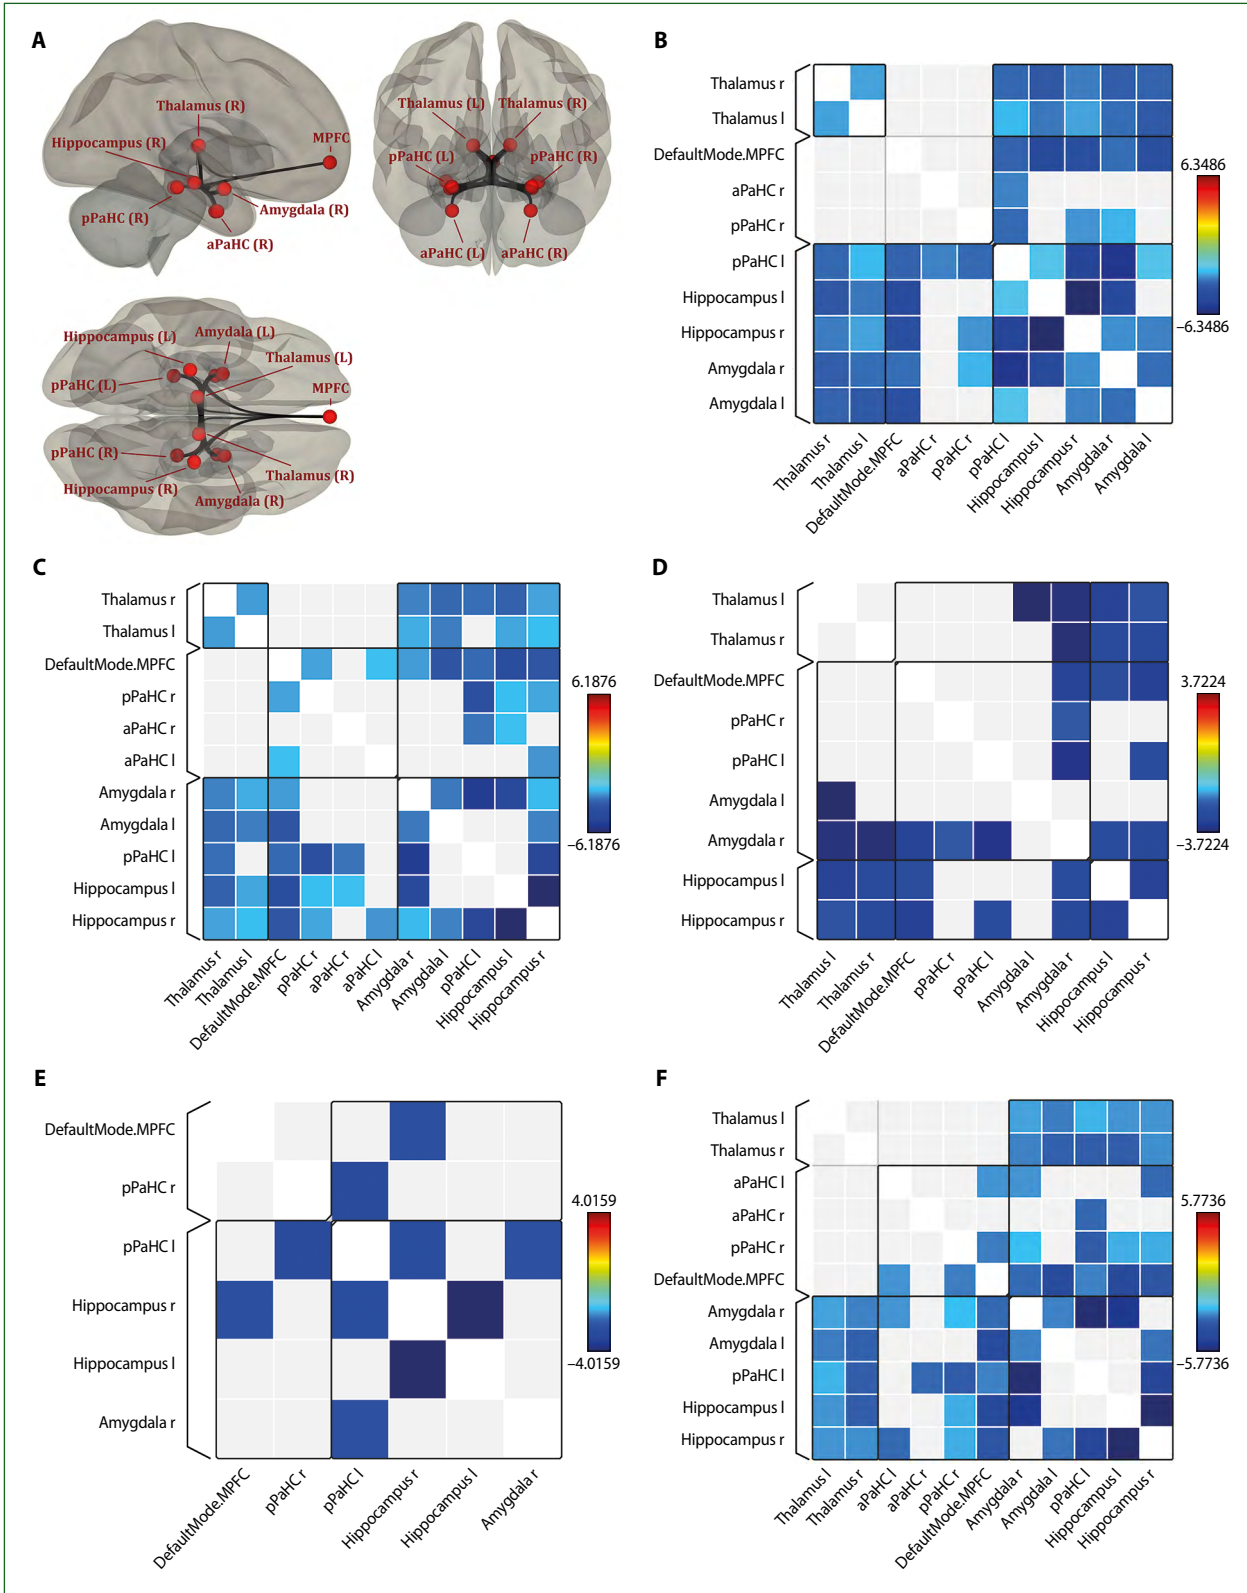 A
Thalamus (R)
Hippocampus (R)
MPFC
pPaHC (R)
Amygdala (R)
aPaHC (R)
Thalamus (L)
Thalamus (R)
pPaHC (L)
pPaHC (R)
aPaHC (L)
aPaHC (R)
Hippocampus (L)
Amydala (L)
Thalamus (L)
pPaHC (L)
MPFC
pPaHC (R)
Thalamus (R)
Hippocampus (R)
Amygdala (R)
B
Thalamus r
Thalamus l
DefaultMode.MPFC
aPaHC r
pPaHC r
pPaHC l
Hippocampus l
Hippocampus r
Amygdala r
Amygdala l
6.3486
−6.3486
Thalamus r
Thalamus l
DefaultMode.MPFC
aPaHC r
pPaHC r
pPaHC l
Hippocampus l
Hippocampus r
Amygdala r
Amygdala l
C
Thalamus r
Thalamus l
DefaultMode.MPFC
pPaHC r
aPaHC r
aPaHC l
Amygdala r
Amygdala l
pPaHC l
Hippocampus l
Hippocampus r
6.1876
−6.1876
Thalamus r
Thalamus l
DefaultMode.MPFC
pPaHC r
aPaHC r
aPaHC l
Amygdala r
Amygdala l
pPaHC l
Hippocampus l
Hippocampus r
D
Thalamus l
Thalamus r
DefaultMode.MPFC
pPaHC r
pPaHC l
Amygdala l
Amygdala r
Hippocampus l
Hippocampus r
3.7224
−3.7224
Thalamus l
Thalamus r
DefaultMode.MPFC
pPaHC r
pPaHC l
Amygdala l
Amygdala r
Hippocampus l
Hippocampus r
E
DefaultMode.MPFC
pPaHC r
pPaHC l
Hippocampus r
Hippocampus l
Amygdala r
4.0159
−4.0159
DefaultMode.MPFC
pPaHC r
pPaHC l
Hippocampus r
Hippocampus l
Amygdala r
F
Thalamus l
Thalamus r
aPaHC l
aPaHC r
pPaHC r
DefaultMode.MPFC
Amygdala r
Amygdala l
pPaHC l
Hippocampus l
Hippocampus r
5.7736
−5.7736
Thalamus l
Thalamus r
aPaHC l
aPaHC r
pPaHC r
DefaultMode.MPFC
Amygdala r
Amygdala l
pPaHC l
Hippocampus l
Hippocampus r